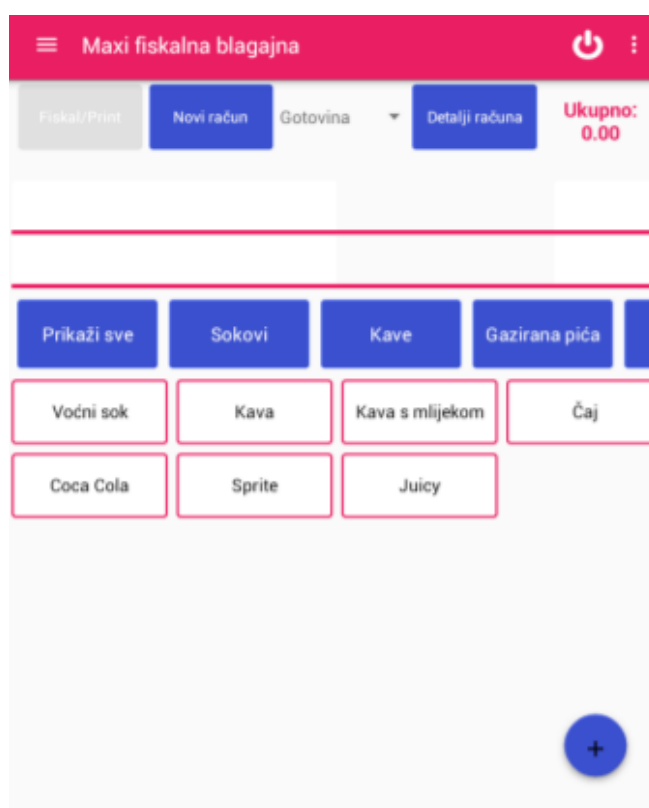 Maxi fiskalna blagajna
Fiskal/Print Novi račun Gotovina Detalji računa Ukupno:
0.00
Prikaži sve Sokovi Kave Gazirana pića
Voćni sok Kava Kava s mlijekom Čaj
Coca Cola Sprite Juicy
+